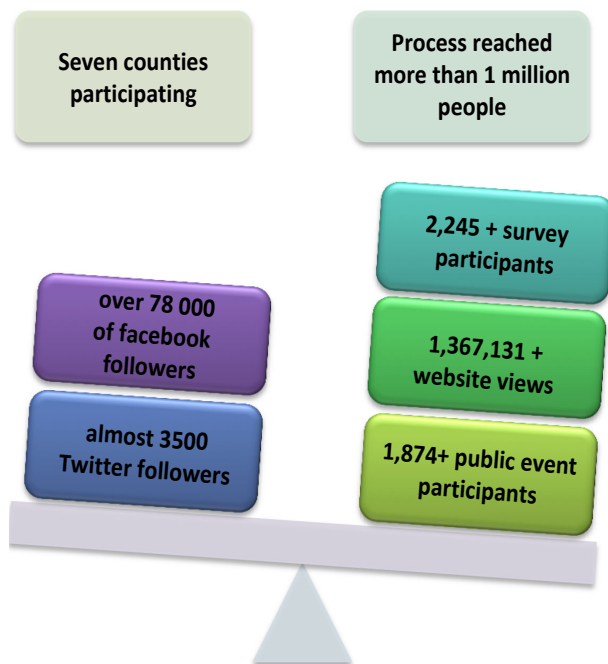 Seven counties
participating
Process reached
more than 1 million
people
over 78 000
of facebook
followers
almost 3500
Twitter followers
2,245 + survey
participants
1,367,131 +
website views
1,874+ public event
participants